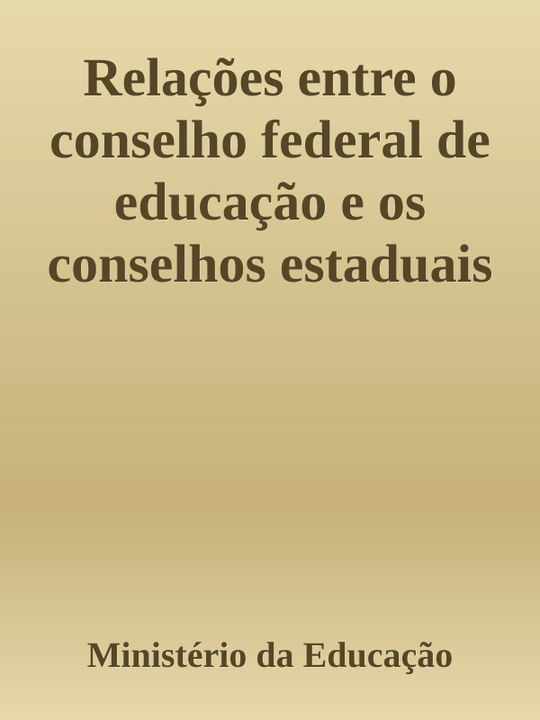 Relações entre o
conselho federal de
educação e os
conselhos estaduais
Ministério da Educação